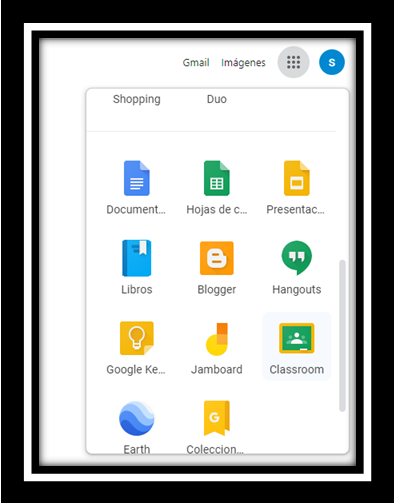 Gmail Imágenes S
Shopping Duo
Document... Hojas de c... Presentac...
Libros Blogger Hangouts
Google Ke... Jamboard Classroom
Earth Coleccion...